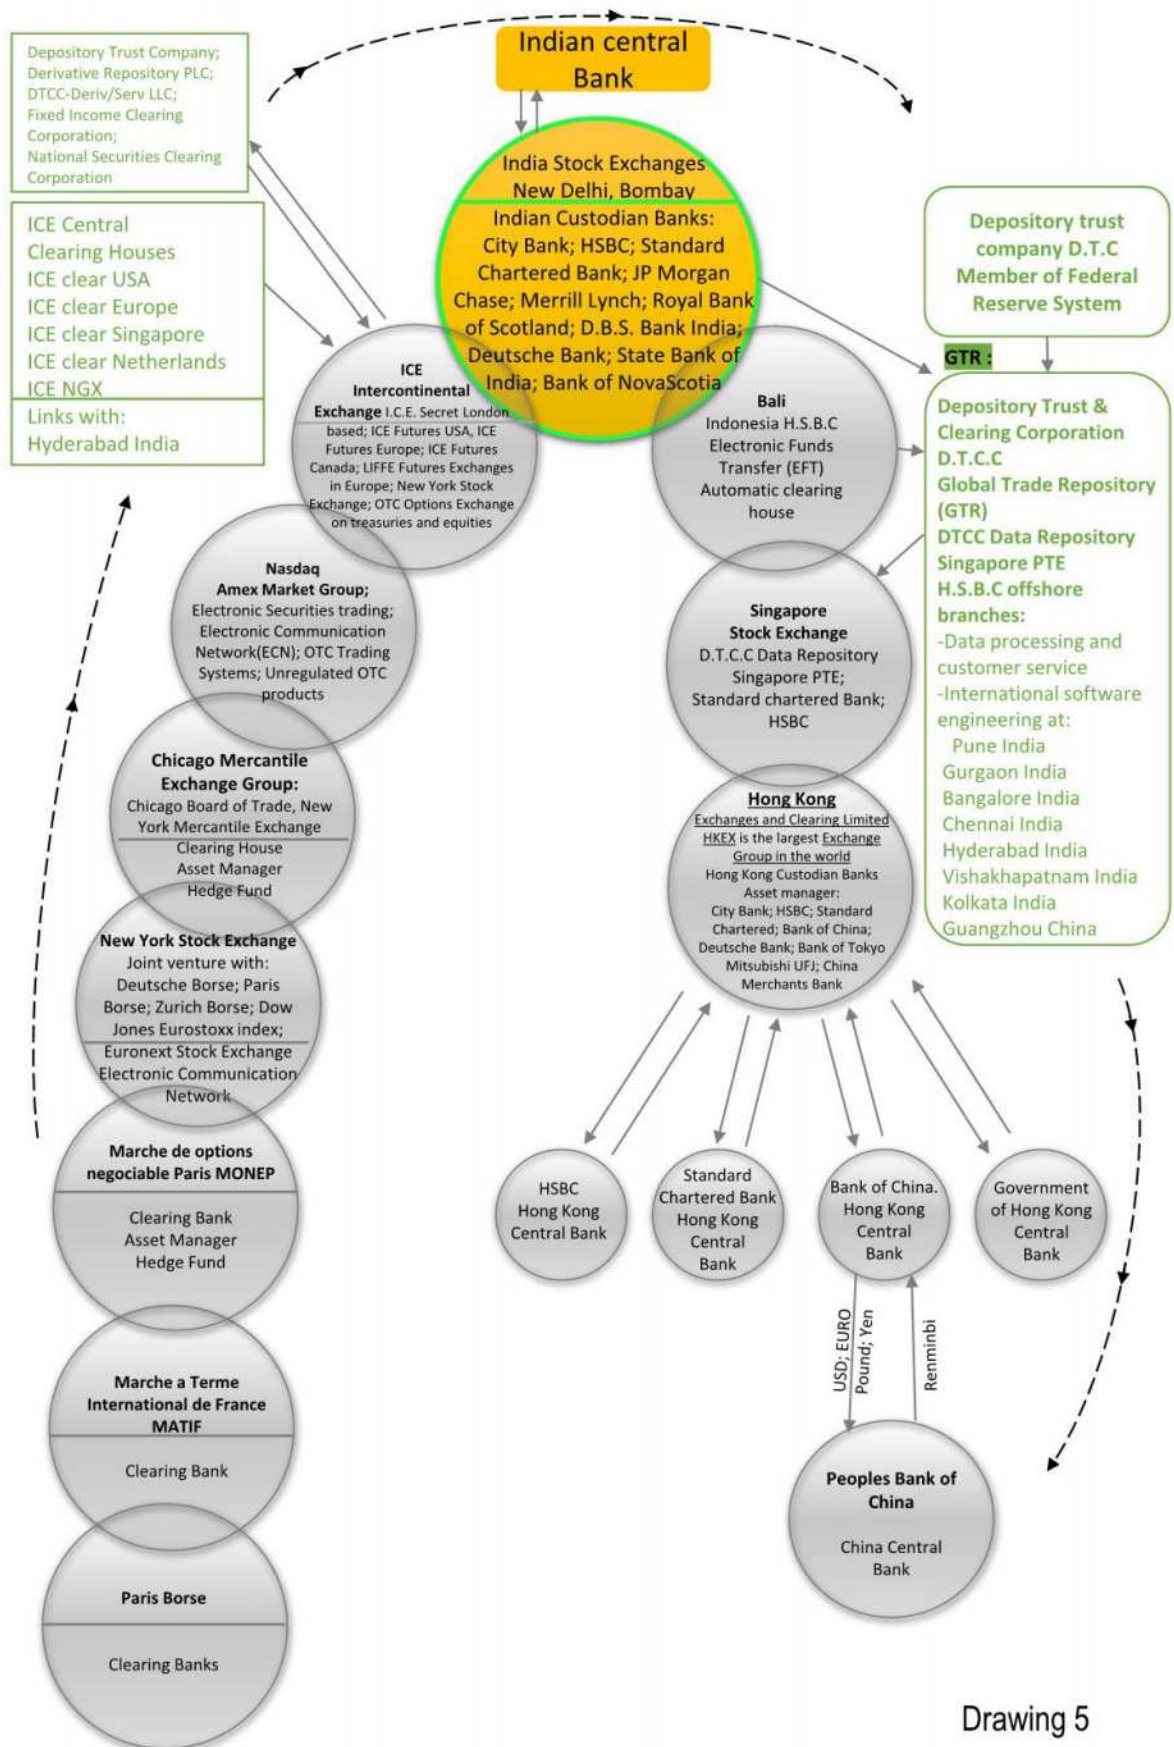 Depository Trust Company;
Derivative Repository PLC;
DTCC-Deriv/Serv LLC;
Fixed Income Clearing
Corporation;
National Securities Clearing
Corporation
ICE Central
Clearing Houses
ICE clear USA
ICE clear Europe
ICE clear Singapore
ICE clear Netherlands
ICE NGX
Links with:
Hyderabad India
Indian central
Bank
India Stock Exchanges
New Delhi, Bombay
Indian Custodian Banks:
City Bank; HSBC; Standard
Chartered Bank; JP Morgan
Chase; Merrill Lynch; Royal Bank
of Scotland; D.B.S. Bank India;
Deutsche Bank; State Bank of
India; Bank of NovaScotia
ICE
Intercontinental
Exchange I.C.E. Secret London
based; ICE Futures USA, ICE
Futures Europe; ICE Futures
Canada; LIFFE Futures Exchanges
in Europe; New York Stock
Exchange; OTC Options Exchange
on treasuries and equities
Nasdaq
Amex Market Group;
Electronic Securities trading;
Electronic Communication
Network(ECN); OTC Trading
Systems; Unregulated OTC
products
Chicago Mercantile
Exchange Group:
Chicago Board of Trade, New
York Mercantile Exchange
Clearing House
Asset Manager
Hedge Fund
New York Stock Exchange
Joint venture with:
Deutsche Borse; Paris
Borse; Zurich Borse; Dow
Jones Eurostoxx index;
Euronext Stock Exchange
Electronic Communication
Network
Marche de options
negociable Paris MONEP
Clearing Bank
Asset Manager
Hedge Fund
Marche a Terme
International de France
MATIF
Clearing Bank
Paris Borse
Clearing Banks
Depository trust
company D.T.C
Member of Federal
Reserve System
GTR :
Depository Trust &
Clearing Corporation
D.T.C.C
Global Trade Repository
(GTR)
DTCC Data Repository
Singapore PTE
H.S.B.C offshore
branches:
-Data processing and
customer service
-International software
engineering at:
Pune India
Gurgaon India
Bangalore India
Chennai India
Hyderabad India
Vishakhapatnam India
Kolkata India
Guangzhou China
Bali
Indonesia H.S.B.C
Electronic Funds
Transfer (EFT)
Automatic clearing
house
Singapore
Stock Exchange
D.T.C.C Data Repository
Singapore PTE;
Standard chartered Bank;
HSBC
Hong Kong
Exchanges and Clearing Limited
HKEX is the largest Exchange
Group in the world
Hong Kong Custodian Banks
Asset manager:
City Bank; HSBC; Standard
Chartered; Bank of China;
Deutsche Bank; Bank of Tokyo
Mitsubishi UFJ; China
Merchants Bank
HSBC
Hong Kong
Central Bank
Standard
Chartered Bank
Hong Kong
Central
Bank
Bank of China.
Hong Kong
Central
Bank
Government
of Hong Kong
Central
Bank
USD; EURO
Pound; Yen
Renminbi
Peoples Bank of
China
China Central
Bank
Drawing 5